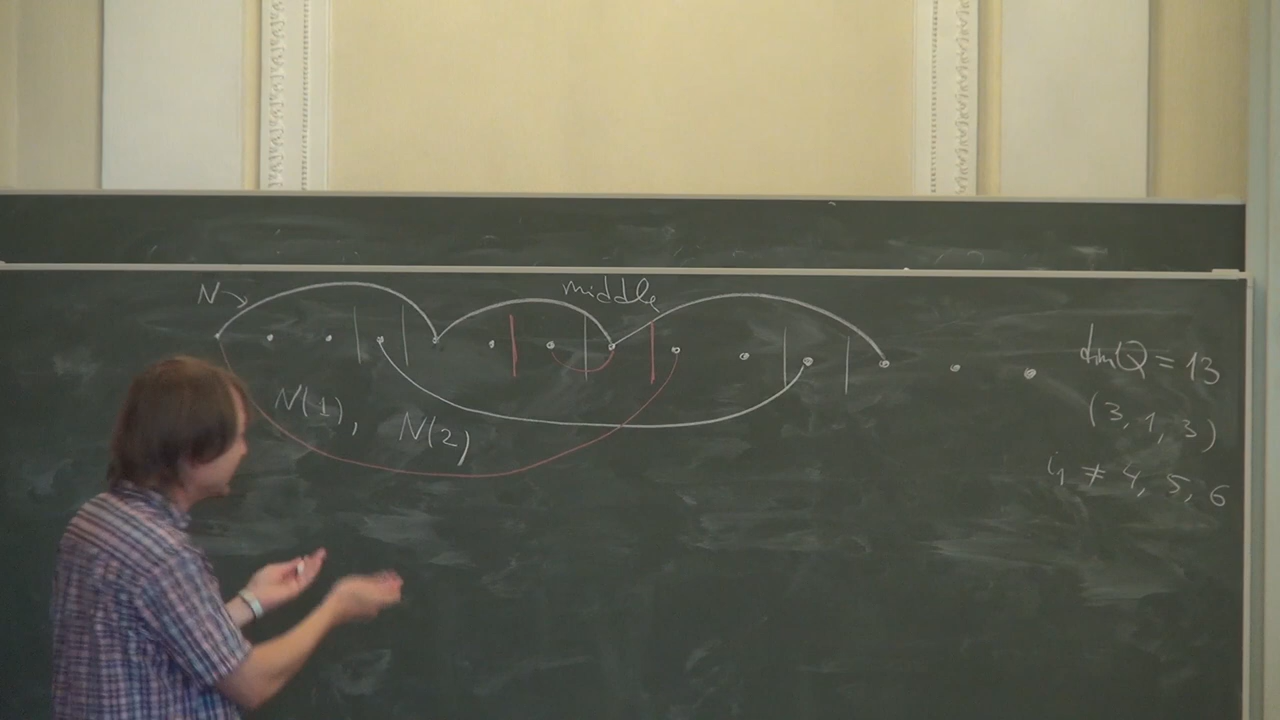 N
middle
dim Q = 13
(3, 1, 3)
N(1), N(2)
i₁ ≠ 4, 5, 6